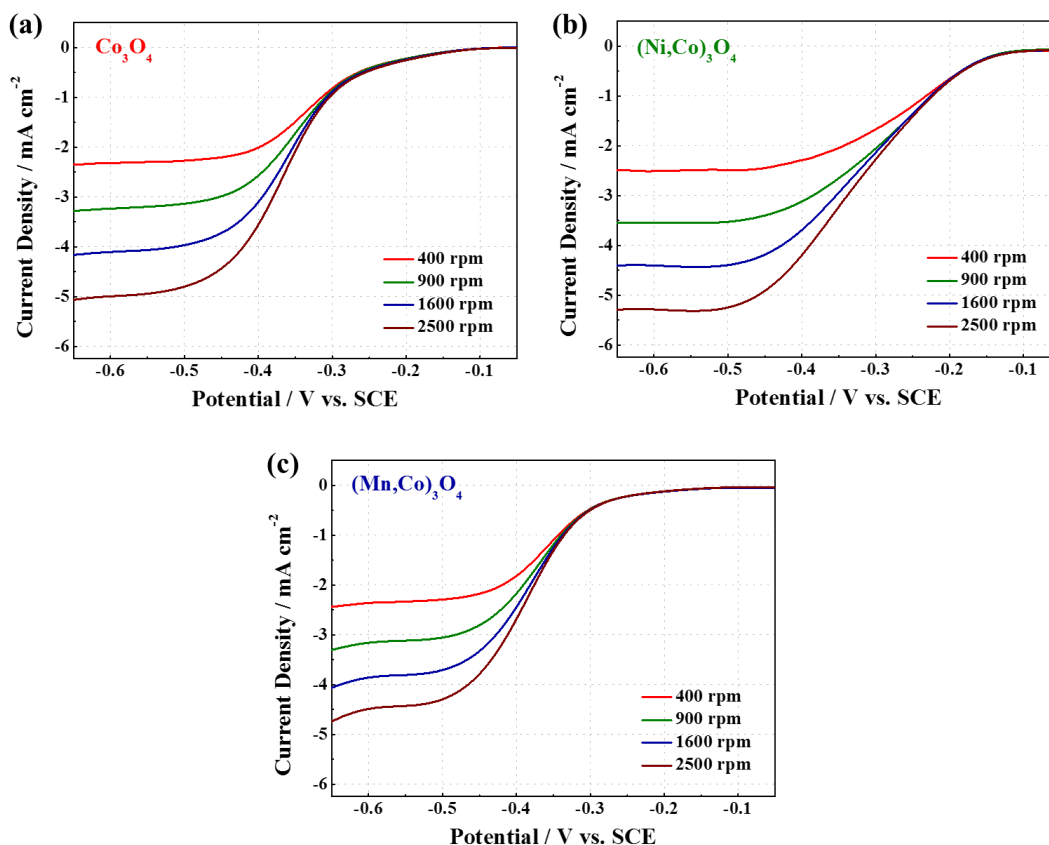 (a)
Co₃O₄
0
-1
-2
-3
-4
-5
-6
Current Density / mA cm⁻²
400 rpm
900 rpm
1600 rpm
2500 rpm
-0.6
-0.5
-0.4
-0.3
-0.2
-0.1
Potential / V vs. SCE
(b)
(Ni,Co)₃O₄
0
-1
-2
-3
-4
-5
-6
Current Density / mA cm⁻²
400 rpm
900 rpm
1600 rpm
2500 rpm
-0.6
-0.5
-0.4
-0.3
-0.2
-0.1
Potential / V vs. SCE
(c)
(Mn,Co)₃O₄
0
-1
-2
-3
-4
-5
-6
Current Density / mA cm⁻²
400 rpm
900 rpm
1600 rpm
2500 rpm
-0.6
-0.5
-0.4
-0.3
-0.2
-0.1
Potential / V vs. SCE